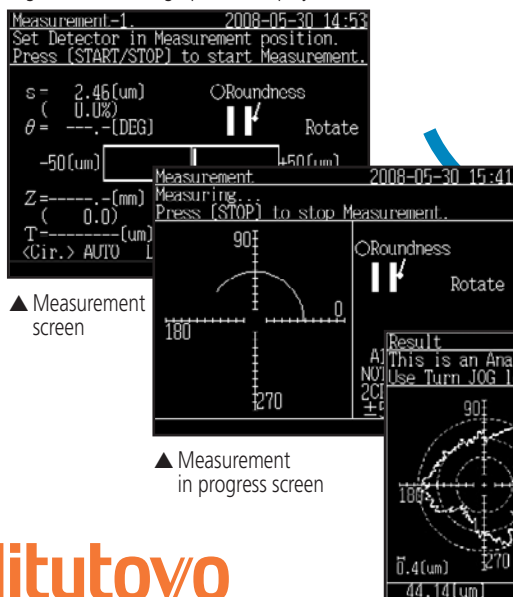 Measurement-1. 2008-05-30 14:53
Set Detector in Measurement position.
Press [START/STOP] to start Measurement.
s = 2.46[um]
( 0.0%)
θ = ---.-[DEG]
○Roundness
Rotate
-50[um] +50[um]
Z=-----.-[mm]
( 0.0)
T---------[um]
<Cir.> AUTO
▲ Measurement
screen
Measurement 2008-05-30 15:41
Measuring...
Press [STOP] to stop Measurement.
90
180
0
270
○Roundness
Rotate
▲ Measurement
in progress screen
Result
This is an Ana
Use Turn JOG l
90
180
270
0.4[um]
44.14[um]
litutoyo